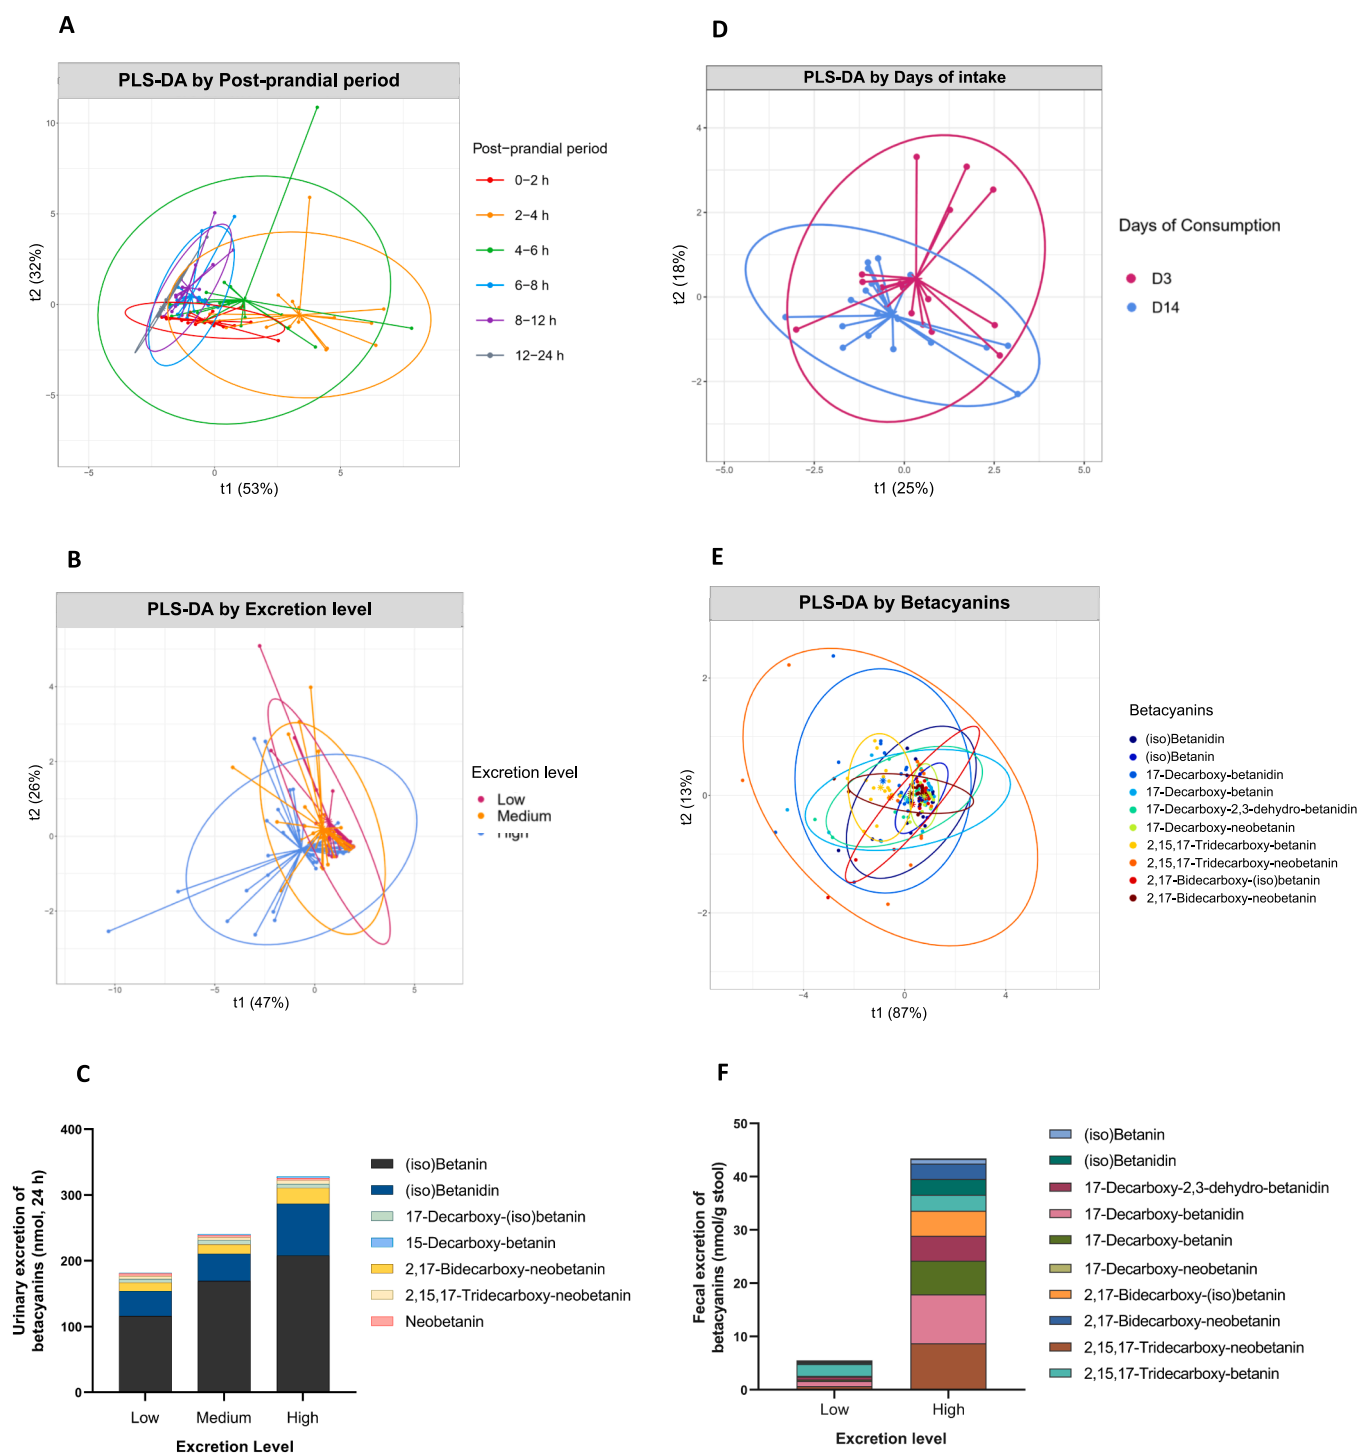 A
PLS-DA by Post-prandial period
10
5
0
−5
−5
0
5
t2 (32%)
t1 (53%)
Post−prandial period
0−2 h
2−4 h
4−6 h
6−8 h
8−12 h
12−24 h
D
PLS-DA by Days of intake
4
2
0
−2
−5.0
−2.5
0.0
2.5
5.0
t2 (18%)
t1 (25%)
Days of Consumption
D3
D14
B
PLS-DA by Excretion level
4
2
0
−2
−10
−5
0
5
t2 (26%)
t1 (47%)
Excretion level
Low
Medium
High
E
PLS-DA by Betacyanins
2
0
−2
−4
0
4
t2 (13%)
t1 (87%)
Betacyanins
(iso)Betanidin
(iso)Betanin
17-Decarboxy-betanidin
17-Decarboxy-betanin
17-Decarboxy-2,3-dehydro-betanidin
17-Decarboxy-neobetanin
2,15,17-Tridecarboxy-betanin
2,15,17-Tridecarboxy-neobetanin
2,17-Bidecarboxy-(iso)betanin
2,17-Bidecarboxy-neobetanin
C
Urinary excretion of
betacyanins (nmol, 24 h)
400
300
200
100
0
Low
Medium
High
Excretion Level
(iso)Betanin
(iso)Betanidin
17-Decarboxy-(iso)betanin
15-Decarboxy-betanin
2,17-Bidecarboxy-neobetanin
2,15,17-Tridecarboxy-neobetanin
Neobetanin
F
Fecal excretion of
betacyanins (nmol/g stool)
50
40
30
20
10
0
Low
High
Excretion level
(iso)Betanin
(iso)Betanidin
17-Decarboxy-2,3-dehydro-betanidin
17-Decarboxy-betanidin
17-Decarboxy-betanin
17-Decarboxy-neobetanin
2,17-Bidecarboxy-(iso)betanin
2,17-Bidecarboxy-neobetanin
2,15,17-Tridecarboxy-neobetanin
2,15,17-Tridecarboxy-betanin